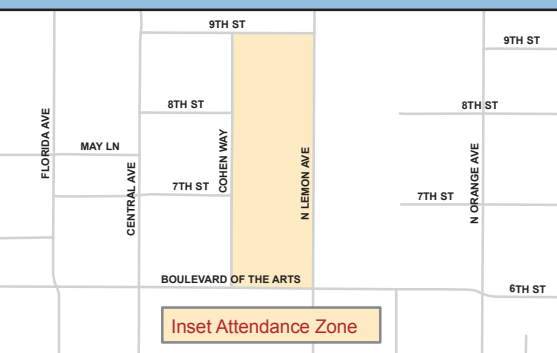 9TH ST
9TH ST
8TH ST
8TH ST
FLORIDA AVE
MAY LN
CENTRAL AVE
COHEN WAY
N LEMON AVE
N ORANGE AVE
7TH ST
7TH ST
BOULEVARD OF THE ARTS
6TH ST
Inset Attendance Zone